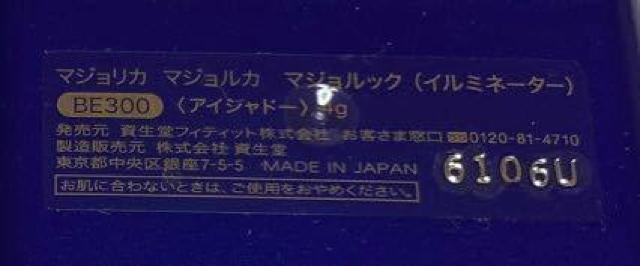 マジョリカ マジョルカ マジョルック（イルミネーター）
BE300 〈アイシャドー〉4g
発売元 資生堂フィティット株式会社 お客さま窓口 0120-81-4710
製造販売元 株式会社 資生堂
東京都中央区銀座7-5-5 MADE IN JAPAN
6106U
お肌に合わないときは、ご使用をおやめください。